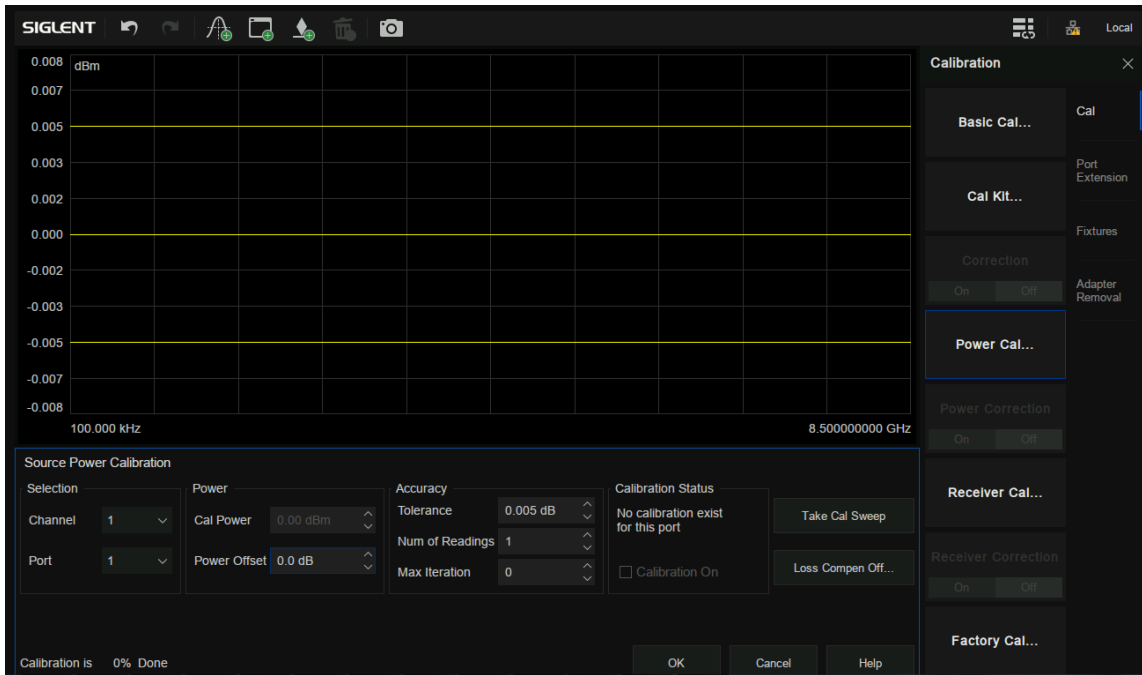 SIGLENT
Local
0.008
dBm
0.007
0.005
0.003
0.002
0.000
-0.002
-0.003
-0.005
-0.007
-0.008
100.000 kHz
8.500000000 GHz
Calibration
Basic Cal...
Cal Kit...
Correction
On Off
Power Cal...
Power Correction
On Off
Receiver Cal...
Receiver Correction
On Off
Factory Cal...
Cal
Port
Extension
Fixtures
Adapter
Removal
Source Power Calibration
Selection
Channel 1
Port 1
Power
Cal Power 0.00 dBm
Power Offset 0.0 dB
Accuracy
Tolerance 0.005 dB
Num of Readings 1
Max Iteration 0
Calibration Status
No calibration exist
for this port
Calibration On
Take Cal Sweep
Loss Compen Off...
Calibration is 0% Done
OK
Cancel
Help